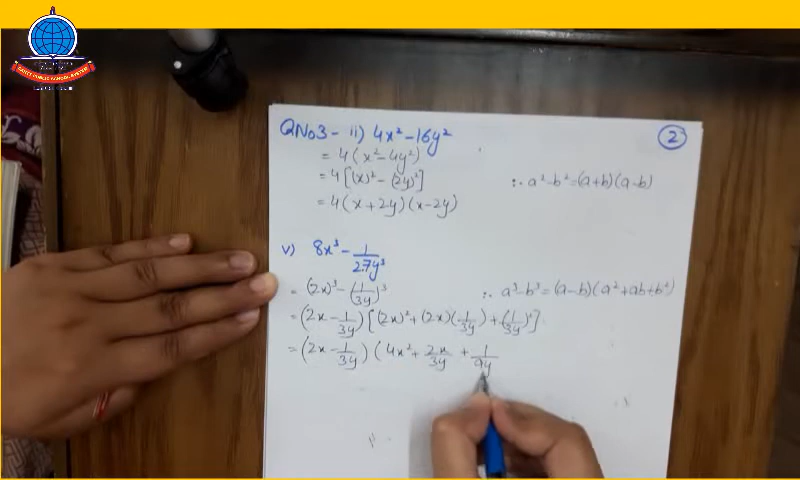 QNo3- ii) 4x²-16y²
②
= 4(x²-4y²)
= 4[(x)²-(2y)²]
∵ a²-b²=(a+b)(a-b)
= 4(x+2y)(x-2y)
v) 8x³ - 1/27y³
= (2x)³ - (1/3y)³
∵ a³-b³=(a-b)(a²+ab+b²)
= (2x - 1/3y)[(2x)²+(2x)(1/3y)+(1/3y)²]
= (2x - 1/3y)(4x²+ 2x/3y + 1/9y